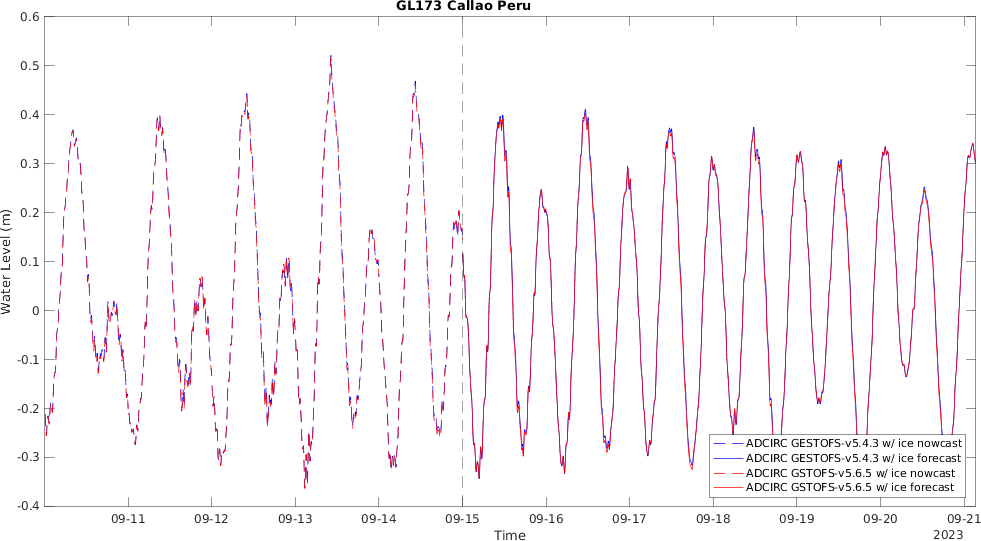 GL173 Callao Peru
0.6
0.5
0.4
0.3
0.2
0.1
0
-0.1
-0.2
-0.3
-0.4
Water Level (m)
ADCIRC GESTOFS-v5.4.3 w/ ice nowcast
ADCIRC GESTOFS-v5.4.3 w/ ice forecast
ADCIRC GSTOFS-v5.6.5 w/ ice nowcast
ADCIRC GSTOFS-v5.6.5 w/ ice forecast
09-11 09-12 09-13 09-14 09-15 09-16 09-17 09-18 09-19 09-20 09-21
Time
2023